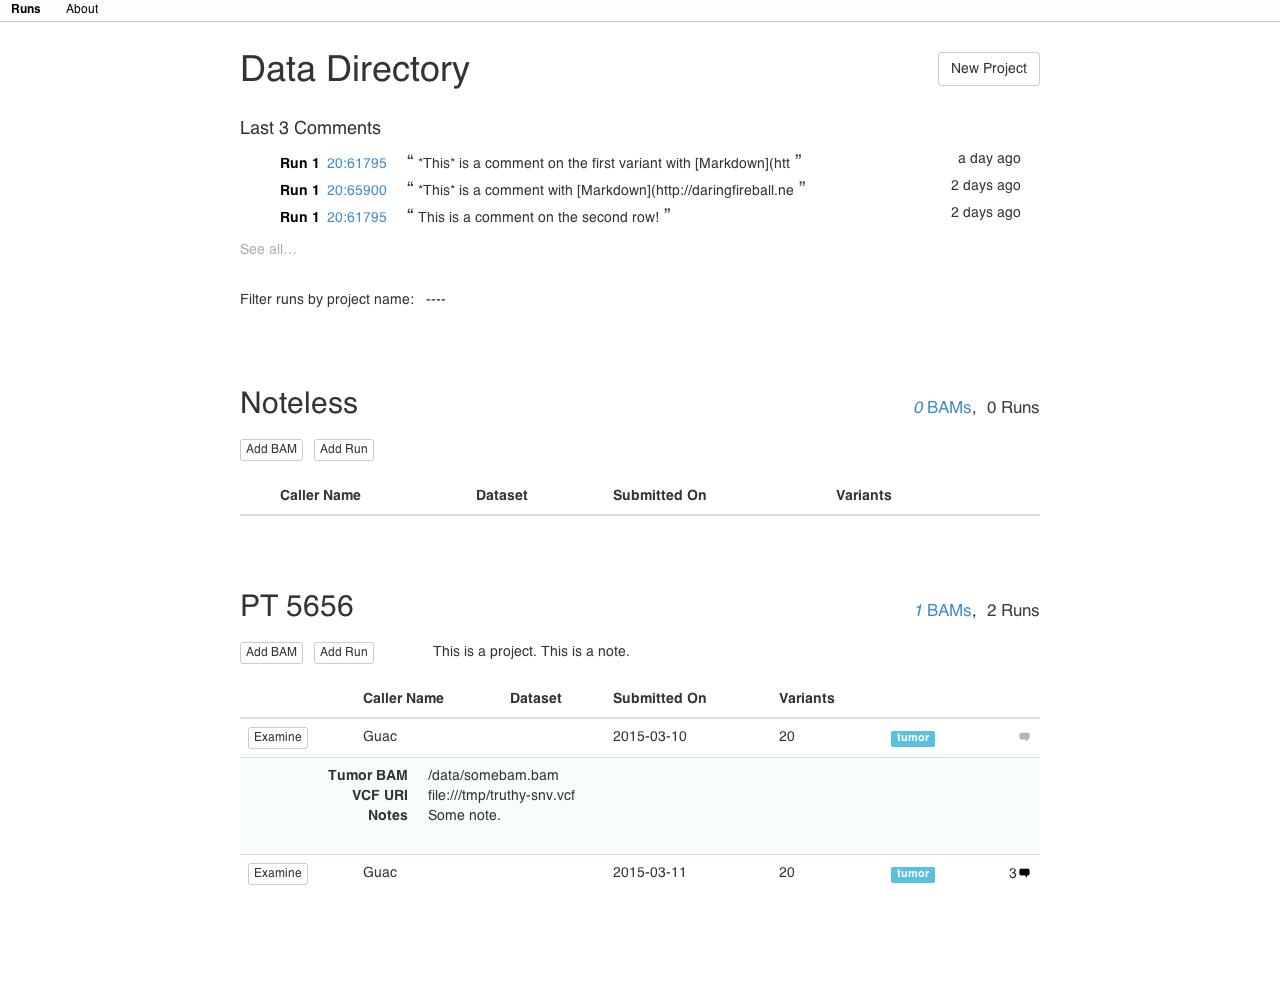 Runs About
Data Directory New Project
Last 3 Comments
Run 1 20:61795 “ *This* is a comment on the first variant with [Markdown](htt ” a day ago
Run 1 20:65900 “ *This* is a comment with [Markdown](http://daringfireball.ne ” 2 days ago
Run 1 20:61795 “ This is a comment on the second row! ” 2 days ago
See all…
Filter runs by project name: ----
Noteless 0 BAMs, 0 Runs
Add BAM Add Run
Caller Name Dataset Submitted On Variants
PT 5656 1 BAMs, 2 Runs
Add BAM Add Run This is a project. This is a note.
Caller Name Dataset Submitted On Variants
Examine Guac 2015-03-10 20 tumor
Tumor BAM /data/somebam.bam
VCF URI file:///tmp/truthy-snv.vcf
Notes Some note.
Examine Guac 2015-03-11 20 tumor 3